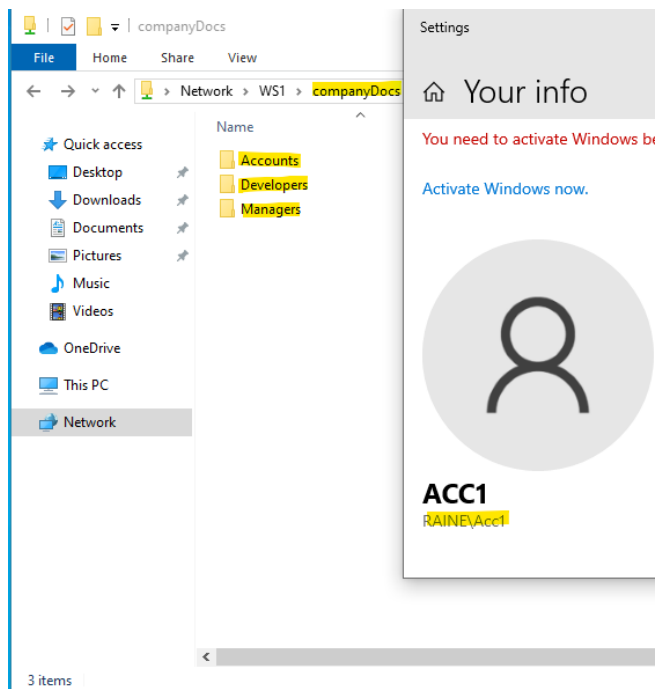 companyDocs
File Home Share View
Network > WS1 > companyDocs
Name
Quick access
Desktop
Downloads
Documents
Pictures
Music
Videos
OneDrive
This PC
Network
Accounts
Developers
Managers
3 items
Settings
Your info
You need to activate Windows be
Activate Windows now.
ACC1
RAINE\Acc1